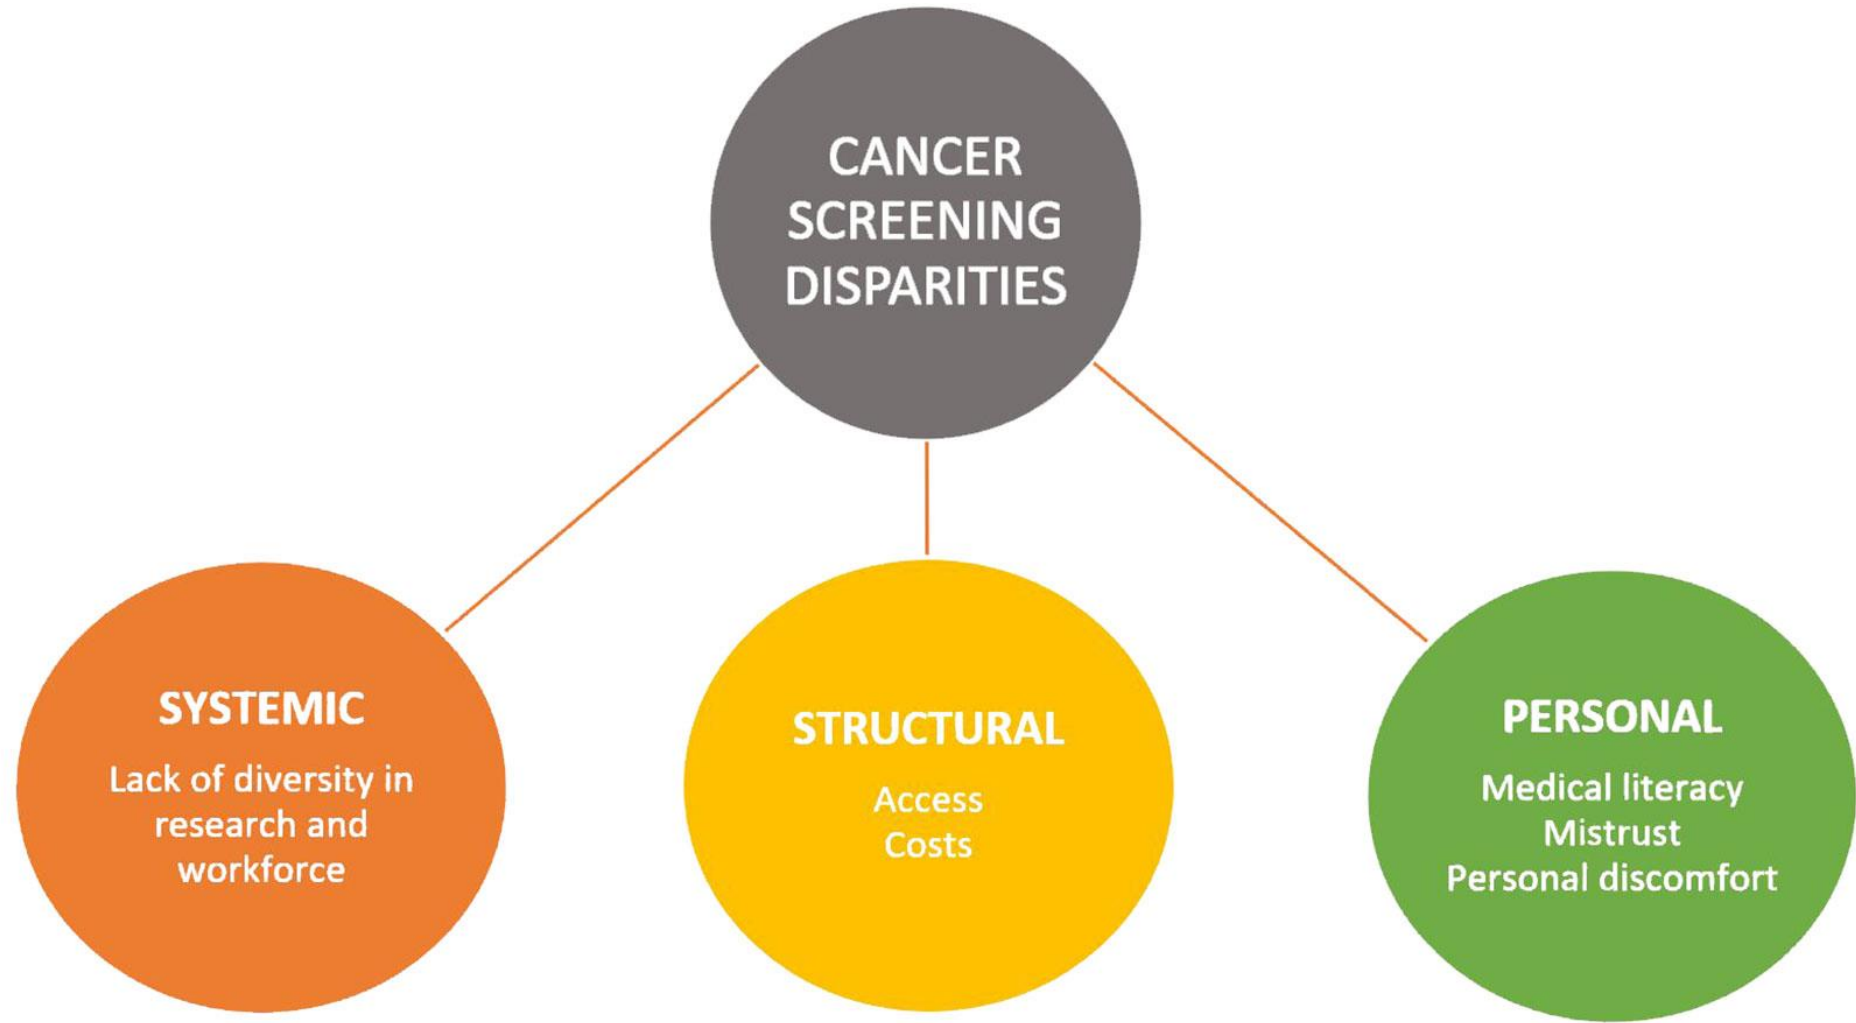 CANCER
SCREENING
DISPARITIES
SYSTEMIC
Lack of diversity in
research and
workforce
STRUCTURAL
Access
Costs
PERSONAL
Medical literacy
Mistrust
Personal discomfort